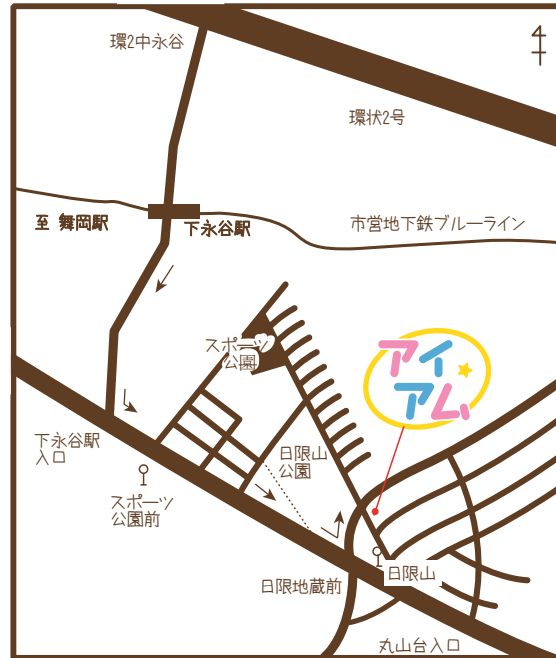 環2中永谷
環状2号
至 舞岡駅
下永谷駅
市営地下鉄ブルーライン
スポーツ
公園
アイ
アム
下永谷駅
入口
日限山
公園
スポーツ
公園前
日限地蔵前
日限山
丸山台入口